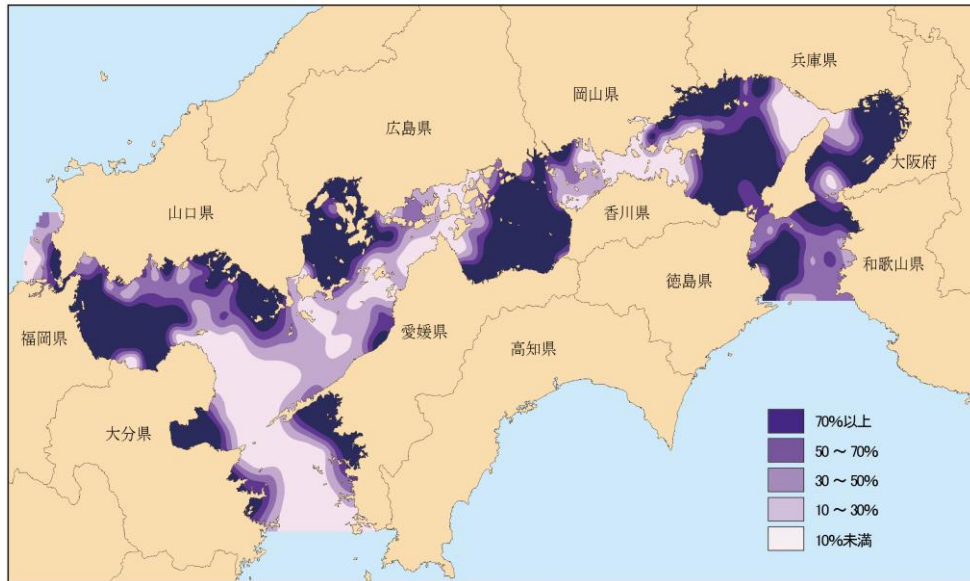 兵庫県
岡山県
広島県
大阪府
山口県
香川県
和歌山県
徳島県
福岡県
愛媛県
高知県
大分県
70%以上
50～70%
30～50%
10～30%
10%未満